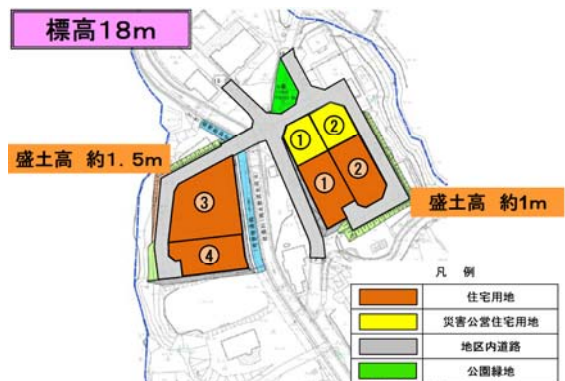 標高18m
盛土高 約1.5m
① ②
① ②
③
④
盛土高 約1m
凡 例
住宅用地
災害公営住宅用地
地区内道路
公園緑地